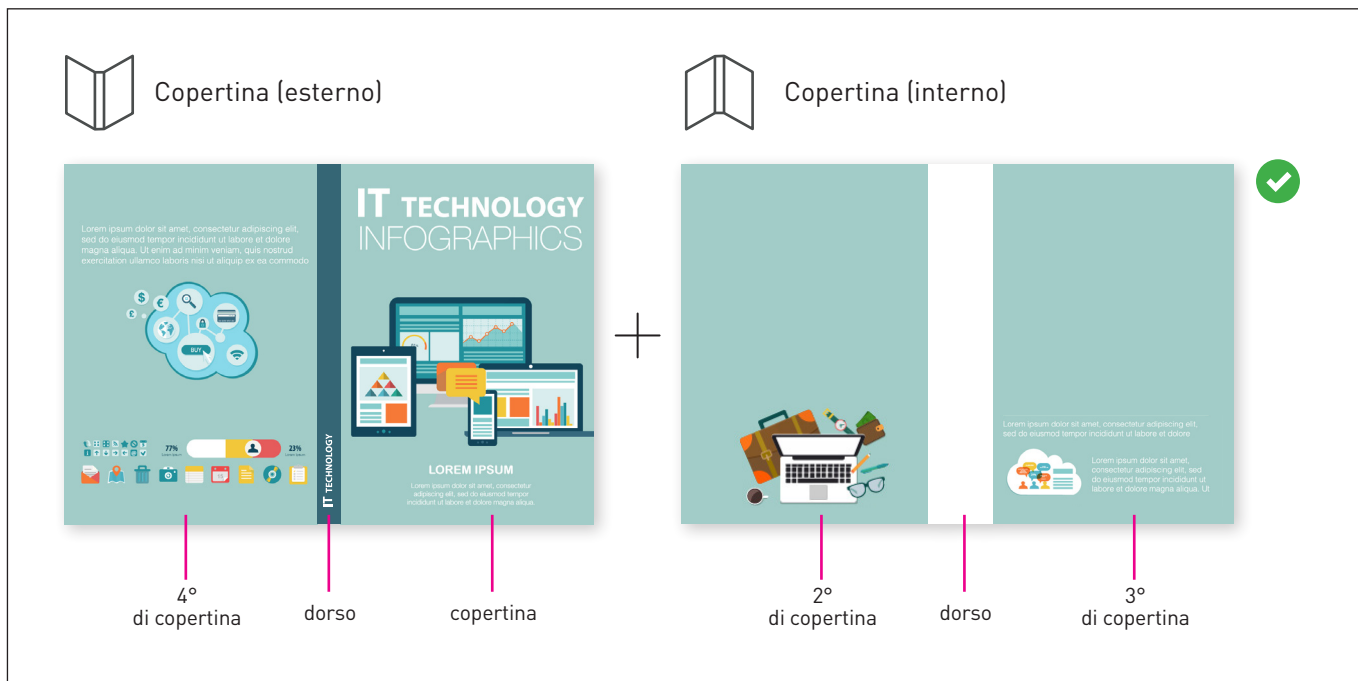 Copertina (esterno)
Copertina (interno)
Lorem ipsum dolor sit amet, consectetur adipiscing elit,
sed do eiusmod tempor incididunt ut labore et dolore
magna aliqua. Ut enim ad minim veniam, quis nostrud
exercitation ullamco laboris nisi ut aliquip ex ea commodo
$
€
£
BUY
77%
Lorem Ipsum
23%
Lorem Ipsum
IT TECHNOLOGY
IT TECHNOLOGY
INFOGRAPHICS
LOREM IPSUM
Lorem ipsum dolor sit amet, consectetur
adipiscing elit, sed do eiusmod tempor
incididunt ut labore et dolore magna aliqua.
Lorem ipsum dolor sit amet, consectetur adipiscing elit,
sed do eiusmod tempor incididunt ut labore et dolore
Lorem ipsum dolor sit amet,
consectetur adipiscing elit,
sed do eiusmod tempor incididunt ut
labore et dolore magna aliqua. Ut
4°
di copertina
dorso
copertina
2°
di copertina
dorso
3°
di copertina